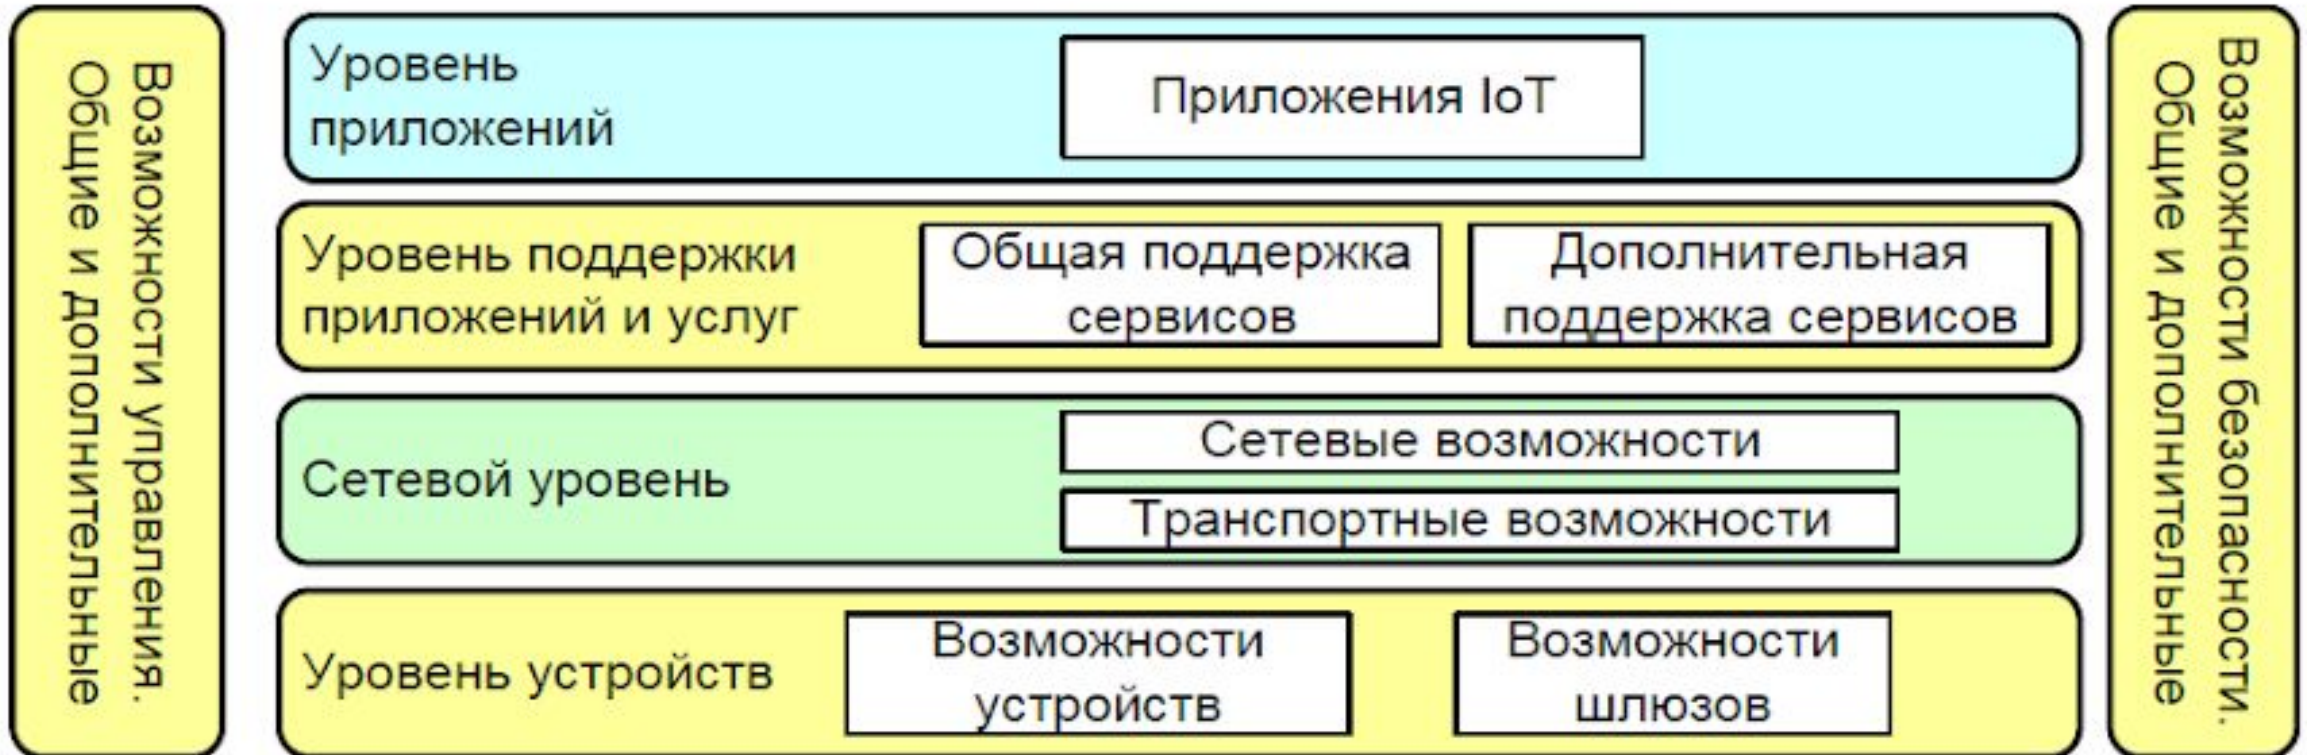 Возможности управления.
Общие и дополнительные
Уровень
приложений
Приложения IoT
Уровень поддержки
приложений и услуг
Общая поддержка
сервисов
Дополнительная
поддержка сервисов
Сетевой уровень
Сетевые возможности
Транспортные возможности
Уровень устройств
Возможности
устройств
Возможности
шлюзов
Возможности безопасности.
Общие и дополнительные